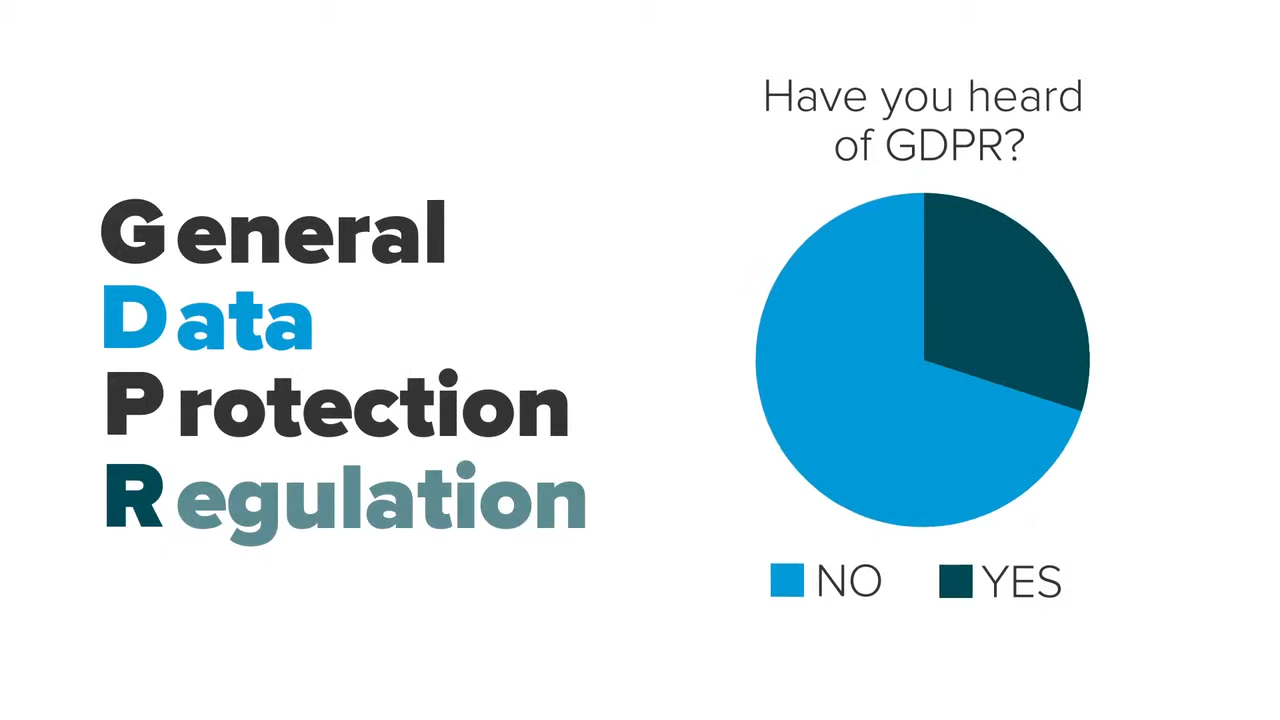 General
Data
Protection
Regulation
Have you heard
of GDPR?
NO
YES